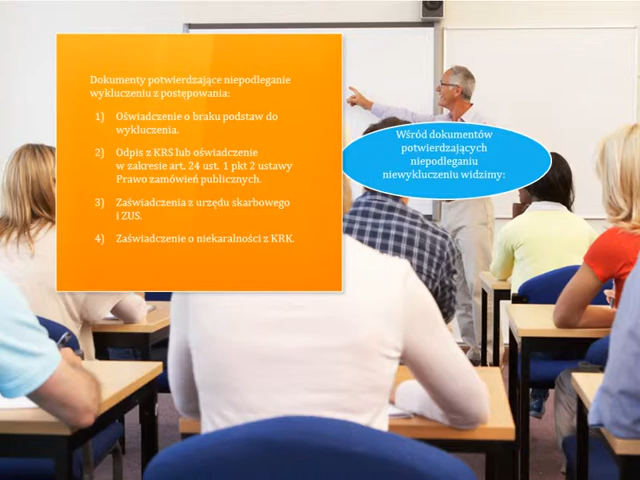 Dokumenty potwierdzające niepodleganie
wykluczeniu z postępowania:
1) Oświadczenie o braku podstaw do
wykluczenia.
2) Odpis z KRS lub oświadczenie
w zakresie art. 24 ust. 1 pkt 2 ustawy
Prawo zamówień publicznych.
3) Zaświadczenia z urzędu skarbowego
i ZUS.
4) Zaświadczenie o niekaralności z KRK.
Wśród dokumentów
potwierdzających
niepodleganiu
niewykluczeniu widzimy: